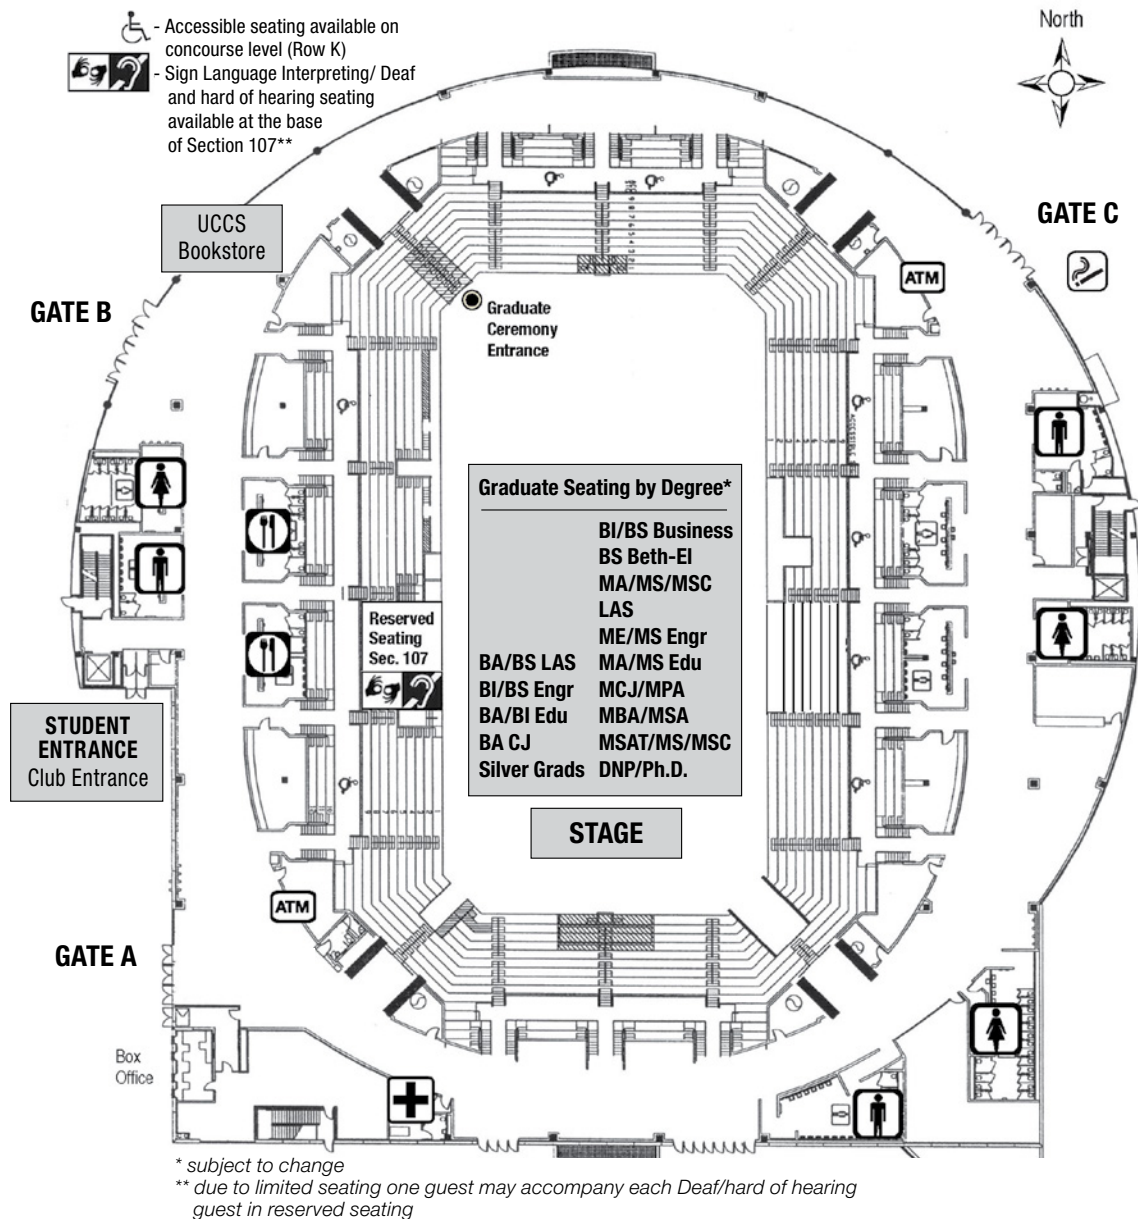 - Accessible seating available on
concourse level (Row K)
- Sign Language Interpreting/ Deaf
and hard of hearing seating
available at the base
of Section 107**
North
UCCS
Bookstore
GATE C
GATE B
ATM
Graduate
Ceremony
Entrance
Graduate Seating by Degree*
BI/BS Business
BS Beth-El
MA/MS/MSC
LAS
ME/MS Engr
BA/BS LAS MA/MS Edu
BI/BS Engr MCJ/MPA
BA/BI Edu MBA/MSA
BA CJ MSAT/MS/MSC
Silver Grads DNP/Ph.D.
Reserved
Seating
Sec. 107
STUDENT
ENTRANCE
Club Entrance
STAGE
ATM
GATE A
Box
Office
* subject to change
** due to limited seating one guest may accompany each Deaf/hard of hearing
guest in reserved seating